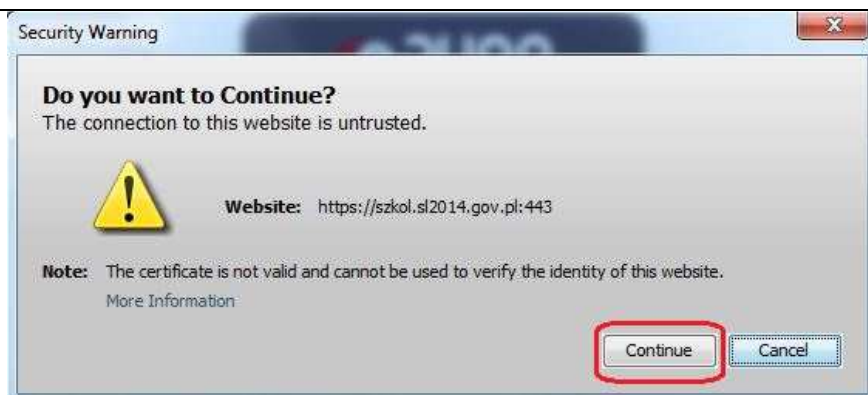 Security Warning
Do you want to Continue?
The connection to this website is untrusted.
Website: https://szkol.sl2014.gov.pl:443
Note: The certificate is not valid and cannot be used to verify the identity of this website.
More Information
Continue Cancel